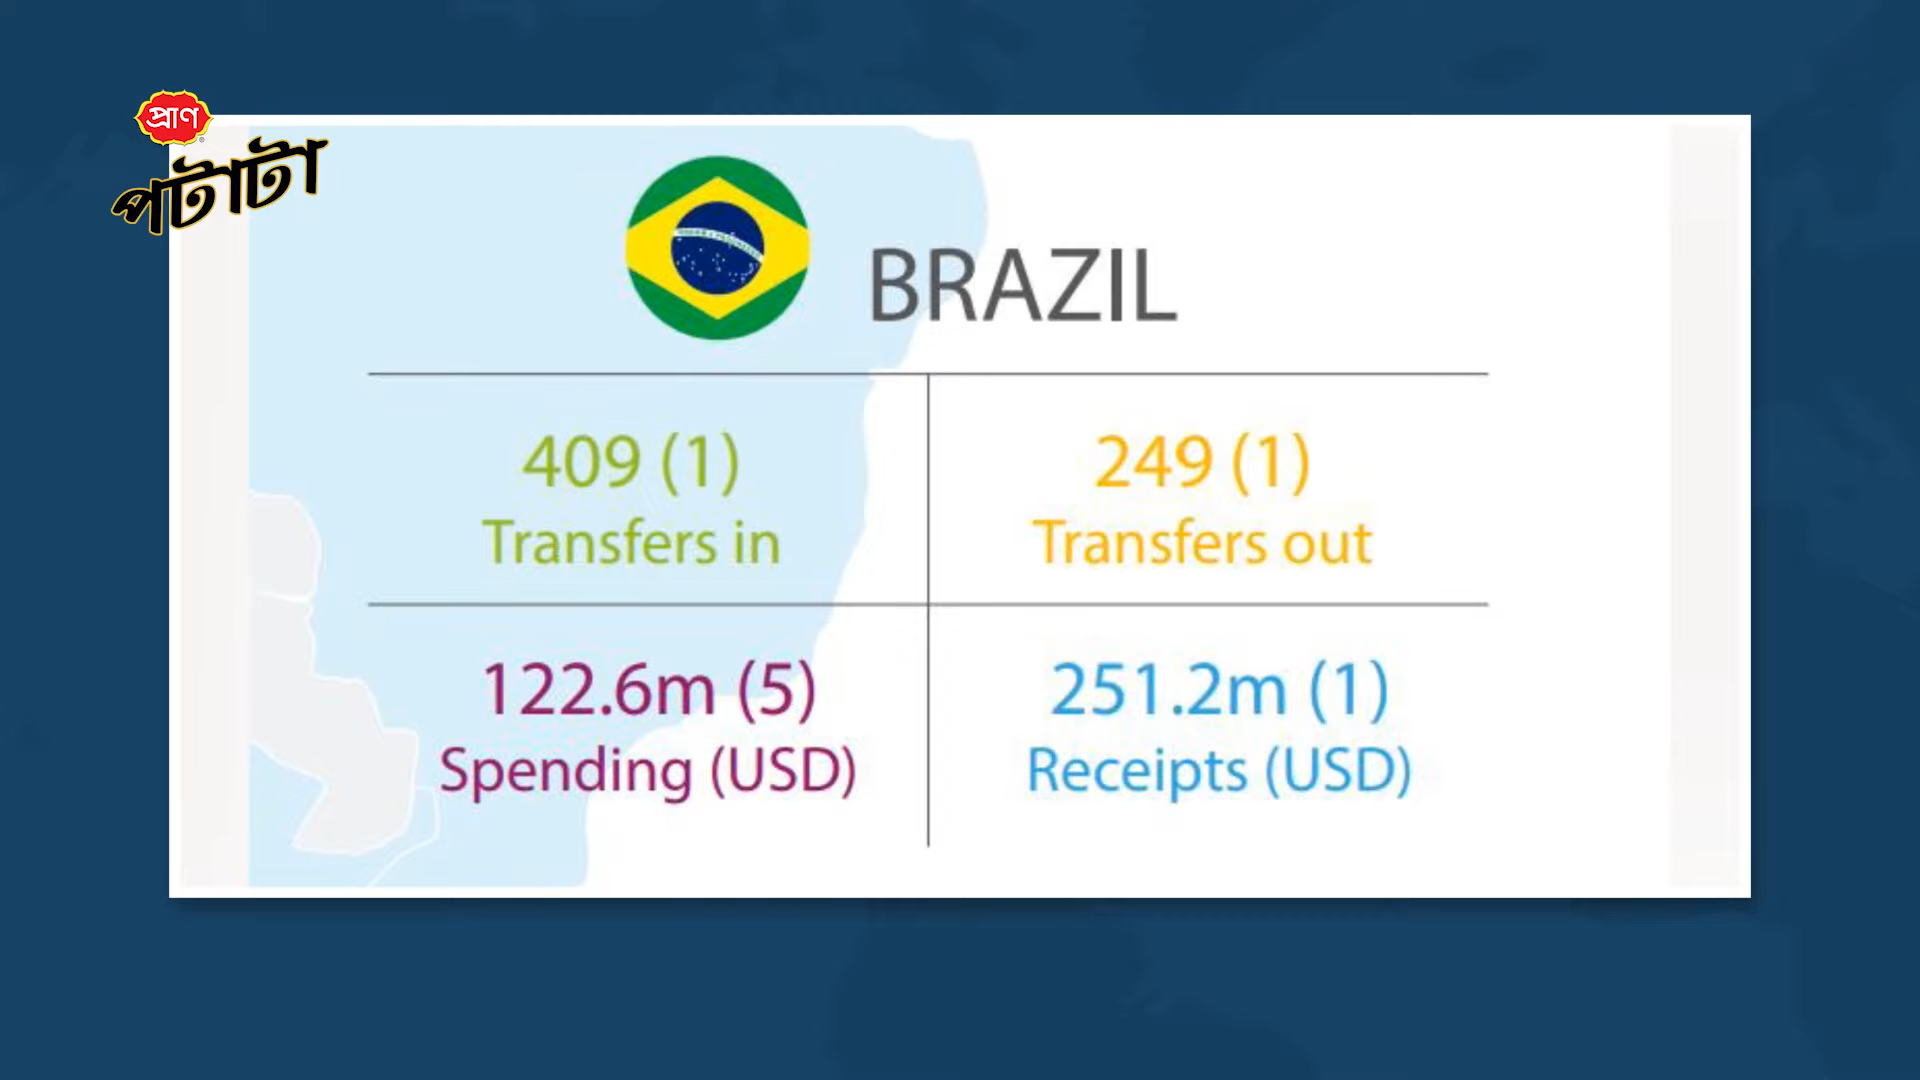 প্রাণ
পটাটা
BRAZIL
409 (1)
Transfers in
249 (1)
Transfers out
122.6m (5)
Spending (USD)
251.2m (1)
Receipts (USD)